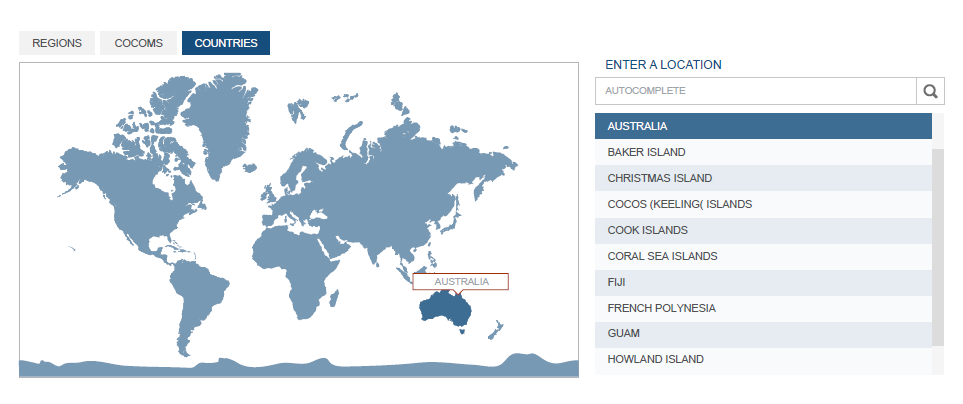 REGIONS
COCOMS
COUNTRIES
ENTER A LOCATION
AUTOCOMPLETE
AUSTRALIA
BAKER ISLAND
CHRISTMAS ISLAND
COCOS (KEELING( ISLANDS
COOK ISLANDS
CORAL SEA ISLANDS
FIJI
FRENCH POLYNESIA
GUAM
HOWLAND ISLAND
AUSTRALIA